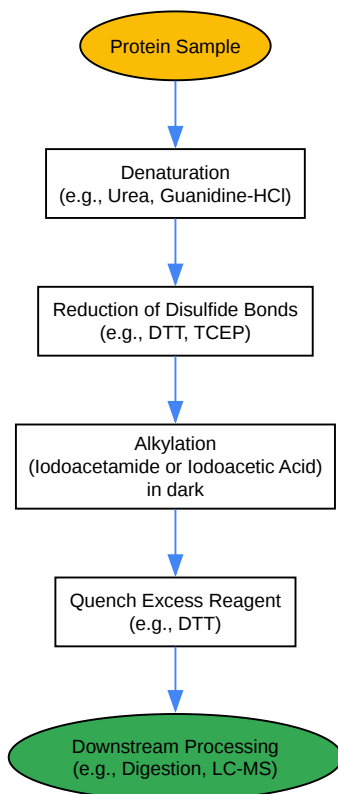 Protein Sample
Denaturation
(e.g., Urea, Guanidine-HCl)
Reduction of Disulfide Bonds
(e.g., DTT, TCEP)
Alkylation
(Iodoacetamide or Iodoacetic Acid)
in dark
Quench Excess Reagent
(e.g., DTT)
Downstream Processing
(e.g., Digestion, LC-MS)